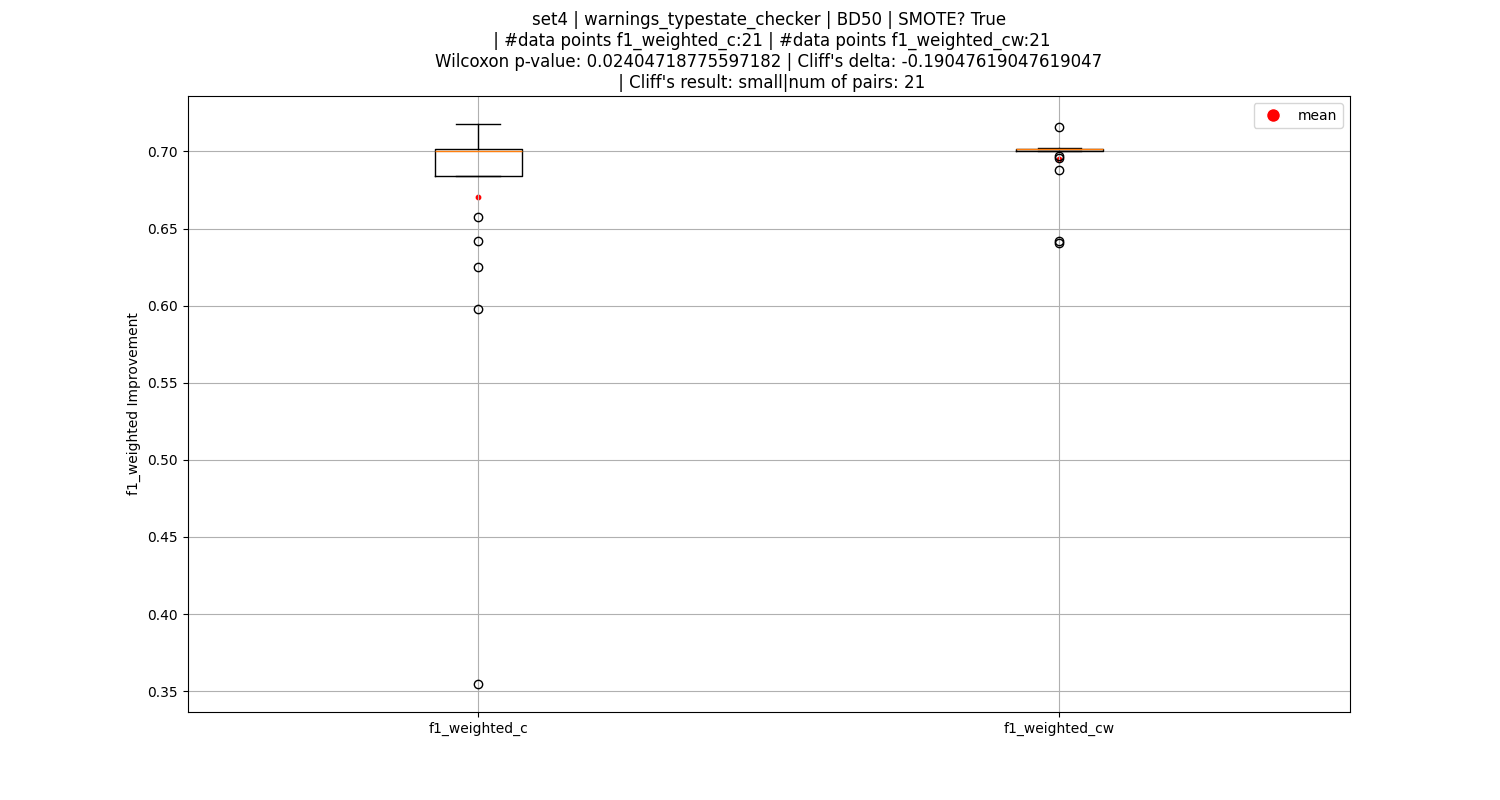 set4 | warnings_typestate_checker | BD50 | SMOTE? True
| #data points f1_weighted_c:21 | #data points f1_weighted_cw:21
Wilcoxon p-value: 0.02404718775597182 | Cliff's delta: -0.19047619047619047
| Cliff's result: small|num of pairs: 21
mean
0.70
0.65
0.60
0.55
0.50
0.45
0.40
0.35
f1_weighted Improvement
f1_weighted_c
f1_weighted_cw